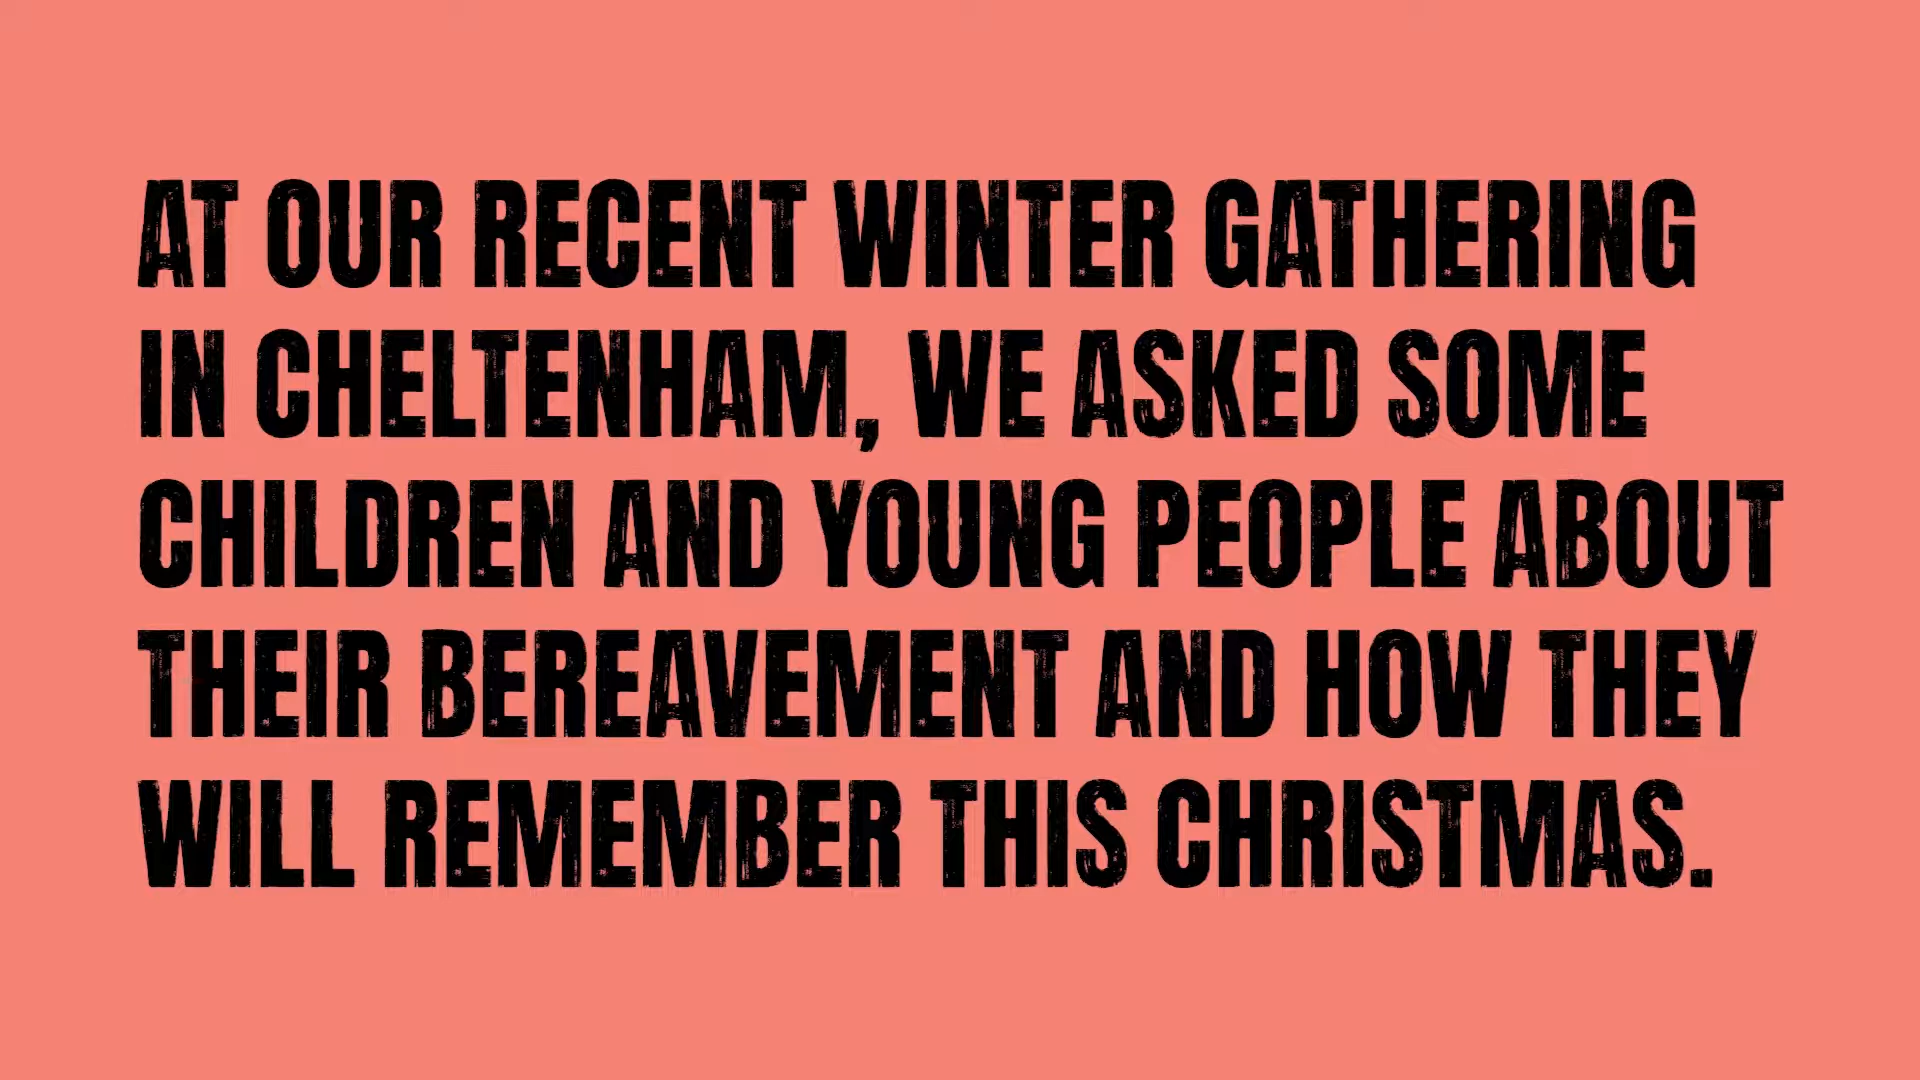 AT OUR RECENT WINTER GATHERING
IN CHELTENHAM, WE ASKED SOME
CHILDREN AND YOUNG PEOPLE ABOUT
THEIR BEREAVEMENT AND HOW THEY
WILL REMEMBER THIS CHRISTMAS.